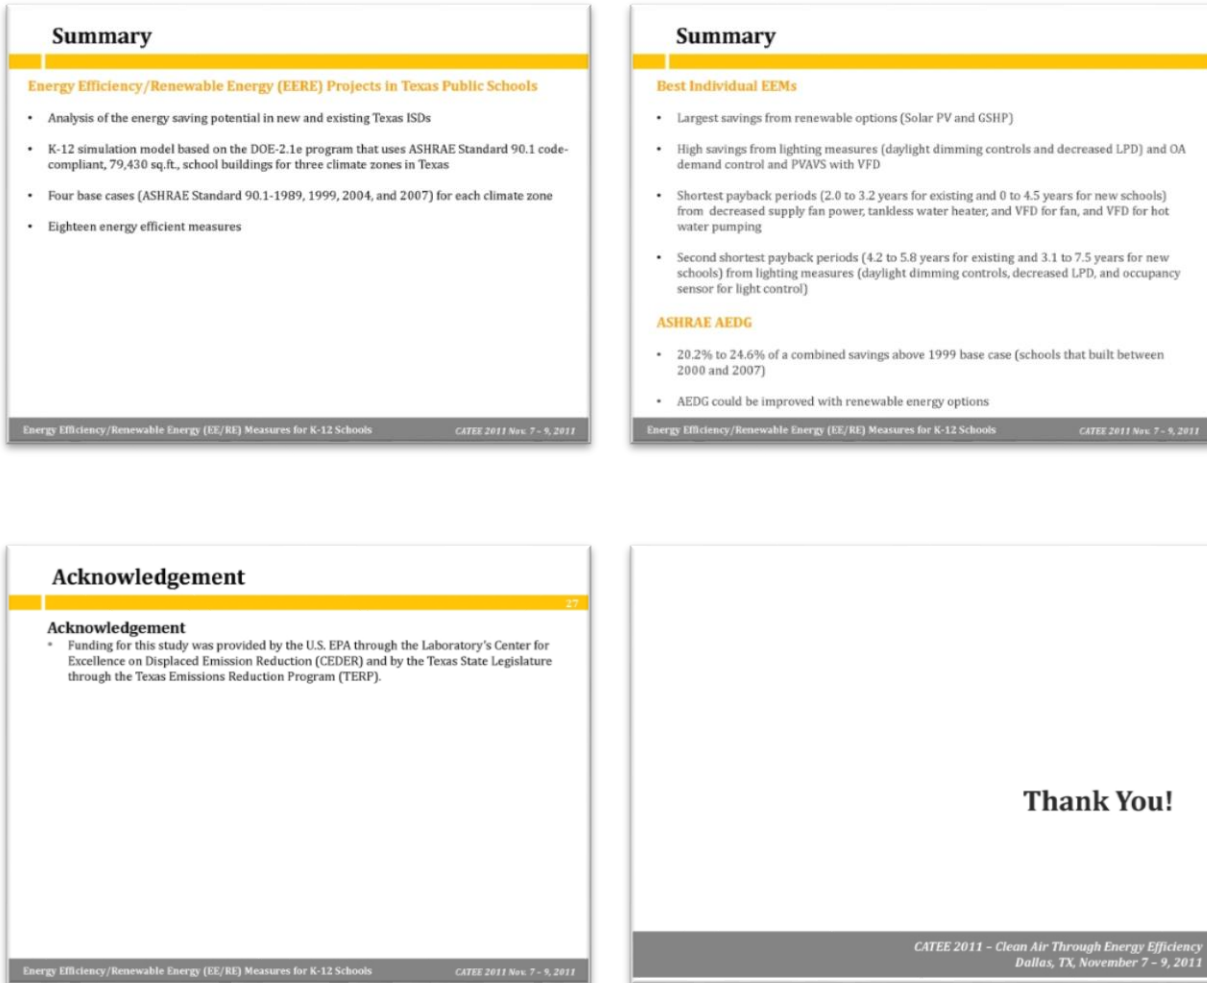 Summary
Energy Efficiency/Renewable Energy (EERE) Projects in Texas Public Schools
• Analysis of the energy saving potential in new and existing Texas ISDs
• K-12 simulation model based on the DOE-2.1e program that uses ASHRAE Standard 90.1 code-
compliant, 79,430 sq.ft., school buildings for three climate zones in Texas
• Four base cases (ASHRAE Standard 90.1-1989, 1999, 2004, and 2007) for each climate zone
• Eighteen energy efficient measures
Energy Efficiency/Renewable Energy (EE/RE) Measures for K-12 Schools
CATEE 2011 Nov. 7 – 9, 2011
Summary
Best Individual EEMs
• Largest savings from renewable options (Solar PV and GSHP)
• High savings from lighting measures (daylight dimming controls and decreased LPD) and OA
demand control and PVAVS with VFD
• Shortest payback periods (2.0 to 3.2 years for existing and 0 to 4.5 years for new schools)
from decreased supply fan power, tankless water heater, and VFD for fan, and VFD for hot
water pumping
• Second shortest payback periods (4.2 to 5.8 years for existing and 3.1 to 7.5 years for new
schools) from lighting measures (daylight dimming controls, decreased LPD, and occupancy
sensor for light control)
ASHRAE AEDG
• 20.2% to 24.6% of a combined savings above 1999 base case (schools that built between
2000 and 2007)
• AEDG could be improved with renewable energy options
Energy Efficiency/Renewable Energy (EE/RE) Measures for K-12 Schools
CATEE 2011 Nov. 7 – 9, 2011
Acknowledgement
27
Acknowledgement
* Funding for this study was provided by the U.S. EPA through the Laboratory's Center for
Excellence on Displaced Emission Reduction (CEDER) and by the Texas State Legislature
through the Texas Emissions Reduction Program (TERP).
Energy Efficiency/Renewable Energy (EE/RE) Measures for K-12 Schools
CATEE 2011 Nov. 7 – 9, 2011
Thank You!
CATEE 2011 – Clean Air Through Energy Efficiency
Dallas, TX, November 7 – 9, 2011